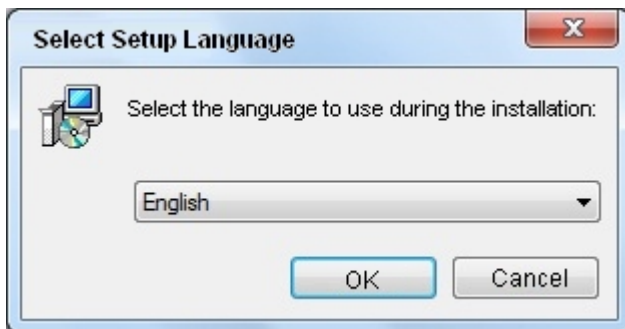 Select Setup Language
Select the language to use during the installation:
English
OK
Cancel